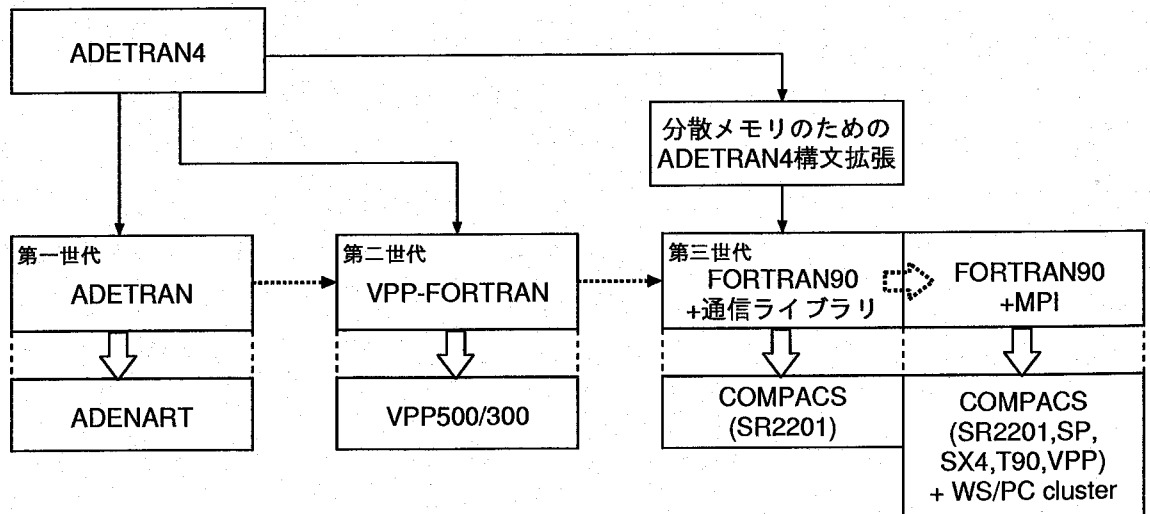 ADETRAN4
分散メモリのための
ADETRAN4構文拡張
第一世代
ADETRAN
第二世代
VPP-FORTRAN
第三世代
FORTRAN90
+通信ライブラリ
FORTRAN90
+MPI
ADENART
VPP500/300
COMPACS
(SR2201)
COMPACS
(SR2201,SP,
SX4,T90,VPP)
+ WS/PC cluster